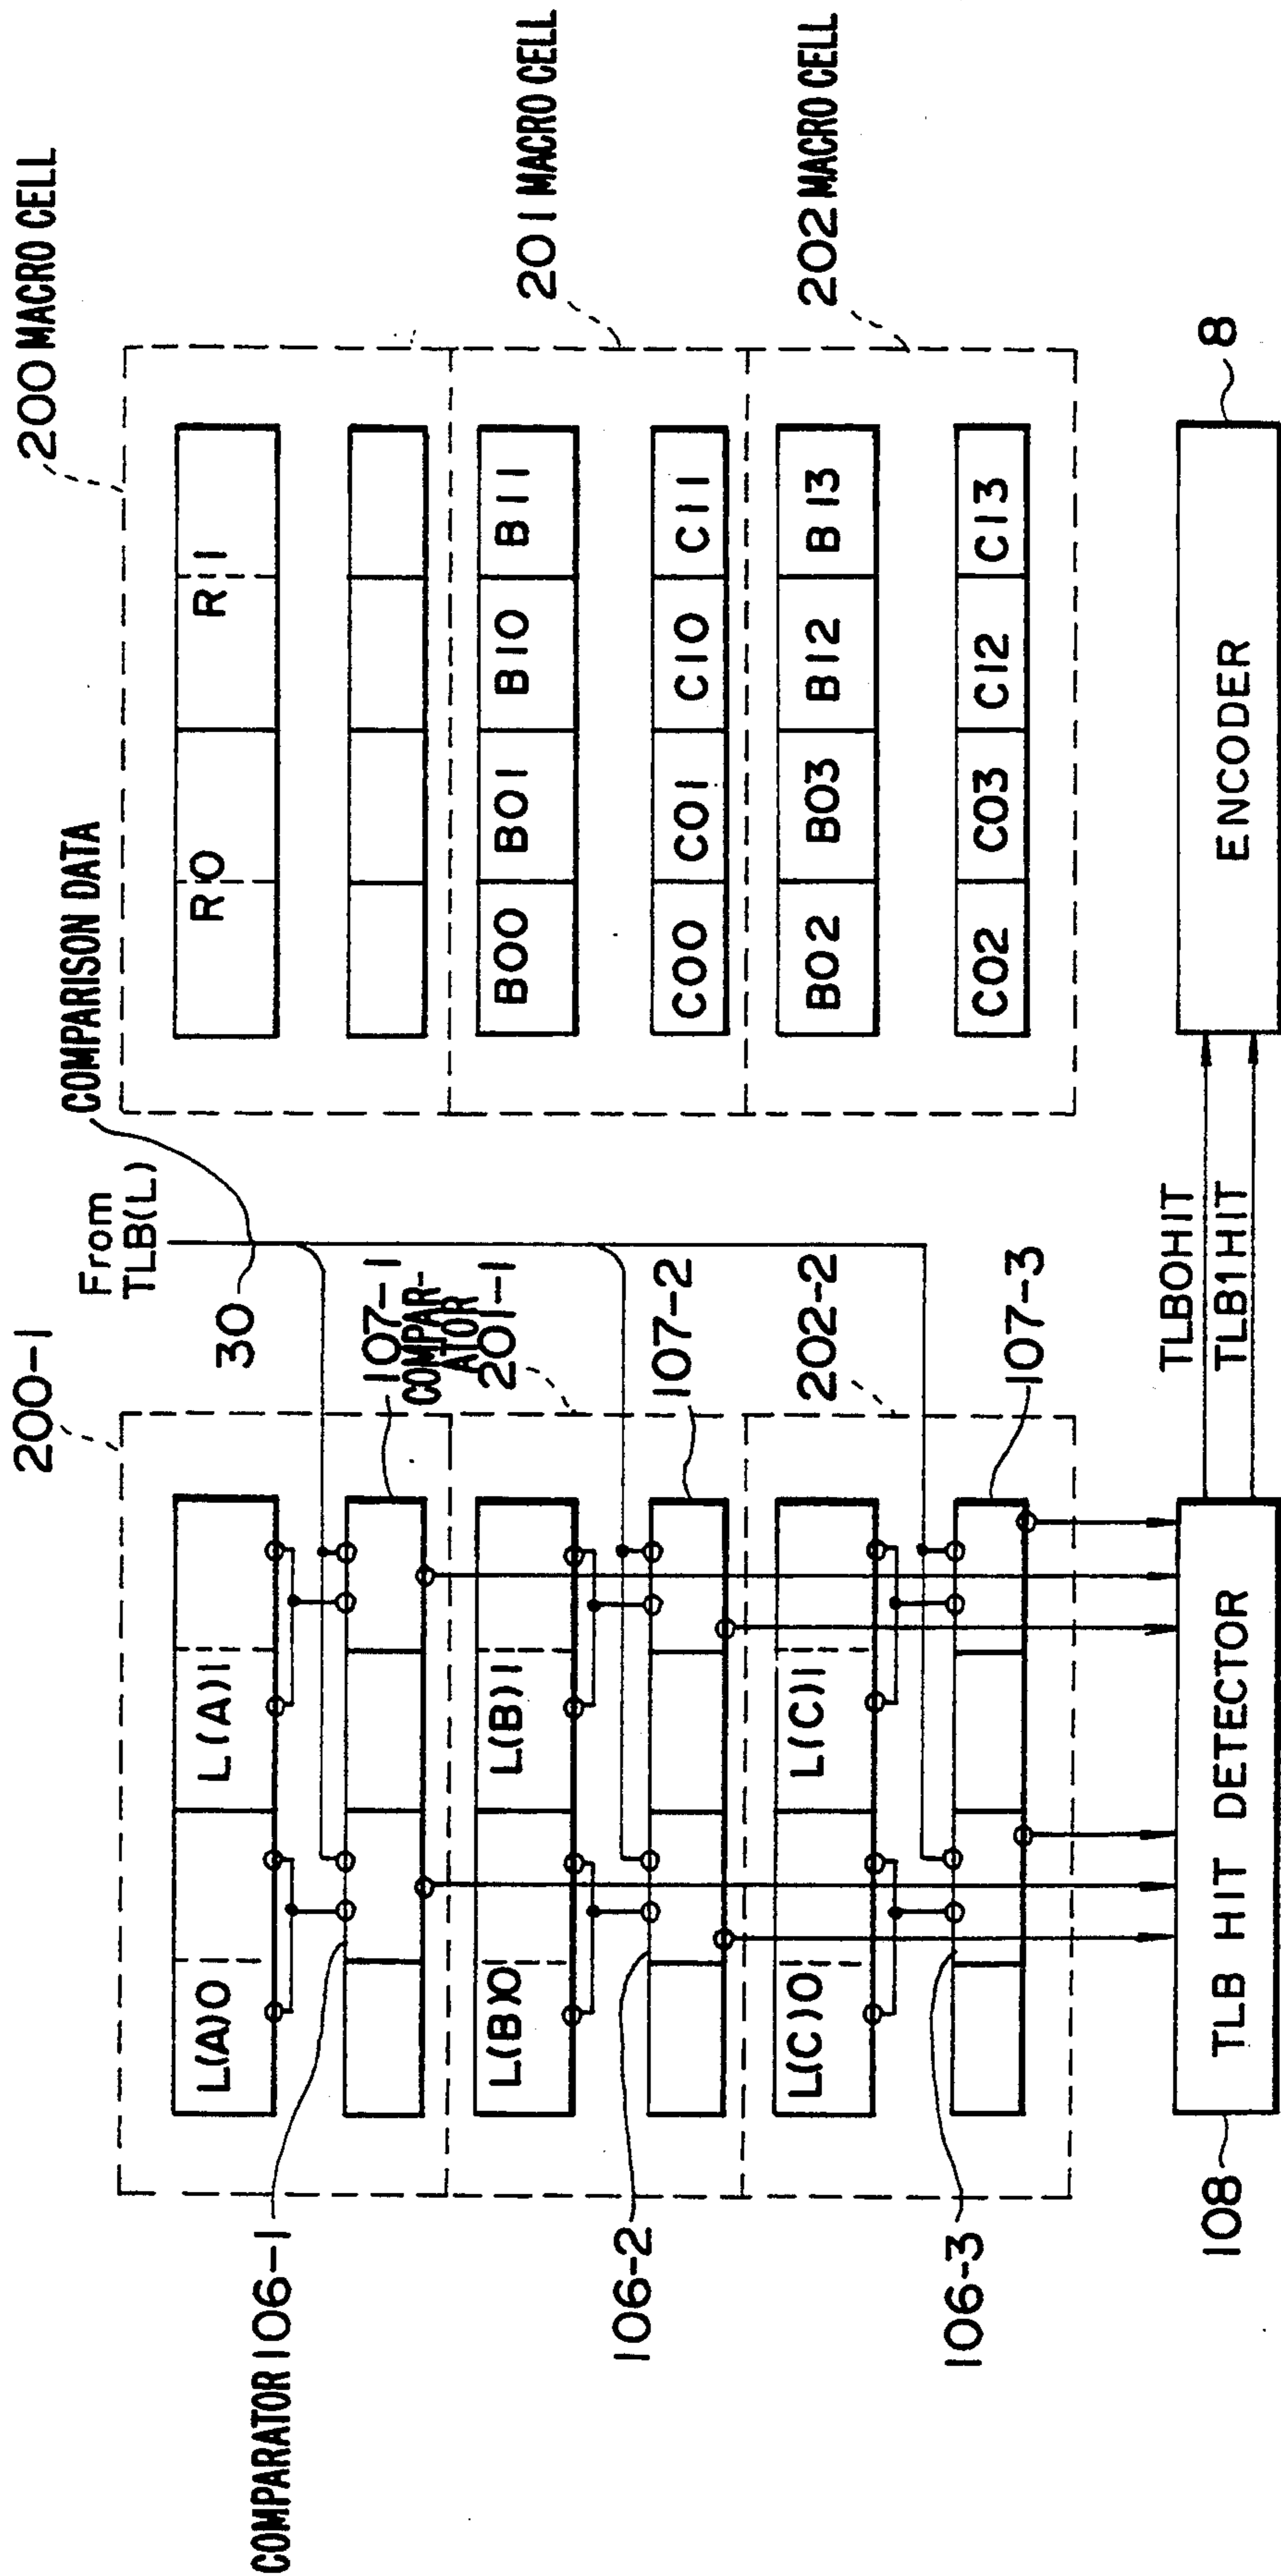 200-1
200 MACRO CELL
COMPARISON DATA
From
TLB(L)
30
107-1
COMPAR-
ATOR
201-1
201 MACRO CELL
107-2
202-2
202 MACRO CELL
107-3
COMPARATOR 106-1
106-2
106-3
L(A)0
L(A)1
L(B)0
L(B)1
L(C)0
L(C)1
R0
R1
B00
B01
B10
B11
C00
C01
C10
C11
B02
B03
B12
B13
C02
C03
C12
C13
108
TLB HIT DETECTOR
TLB0HIT
TLB1HIT
ENCODER
8